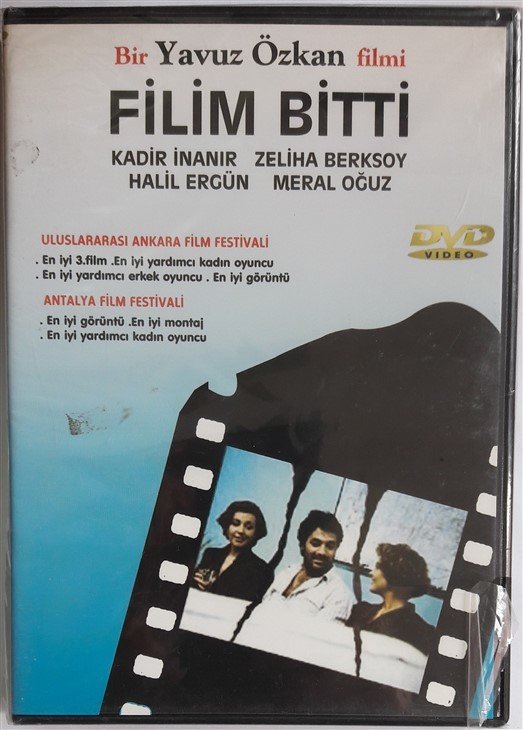 Bir Yavuz Özkan filmi
FİLİM BİTTİ
KADİR İNANIR ZELİHA BERKSOY
HALİL ERGÜN MERAL OĞUZ
ULUSLARARASI ANKARA FİLM FESTİVALİ
. En iyi 3.film .En iyi yardımcı kadın oyuncu
. En iyi yardımcı erkek oyuncu . En iyi görüntü
DVD
VIDEO
ANTALYA FİLM FESTİVALİ
. En iyi görüntü .En iyi montaj
. En iyi yardımcı kadın oyuncu